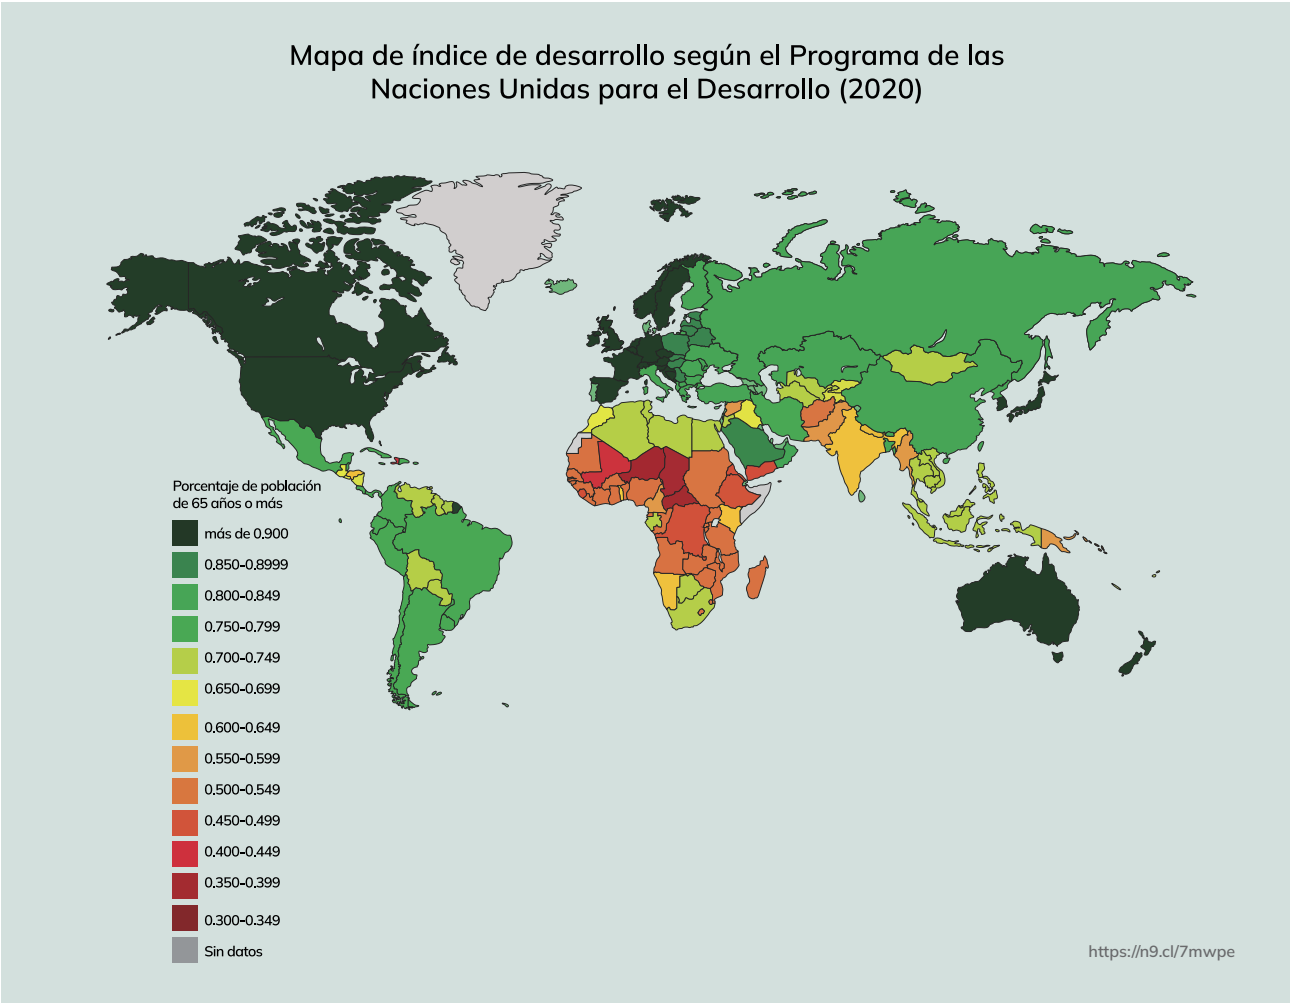 Mapa de índice de desarrollo según el Programa de las
Naciones Unidas para el Desarrollo (2020)
Porcentaje de población
de 65 años o más
más de 0.900
0.850-0.8999
0.800-0.849
0.750-0.799
0.700-0.749
0.650-0.699
0.600-0.649
0.550-0.599
0.500-0.549
0.450-0.499
0.400-0.449
0.350-0.399
0.300-0.349
Sin datos
https://n9.cl/7mwpe